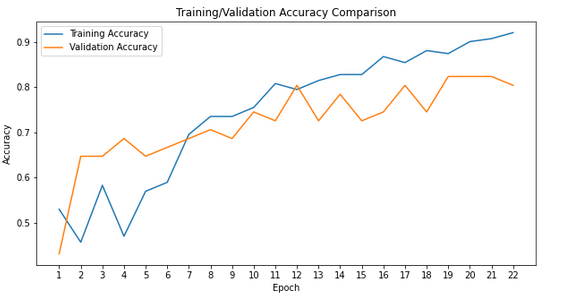 Training/Validation Accuracy Comparison
Training Accuracy
Validation Accuracy
Accuracy
0.9
0.8
0.7
0.6
0.5
1 2 3 4 5 6 7 8 9 10 11 12 13 14 15 16 17 18 19 20 21 22
Epoch